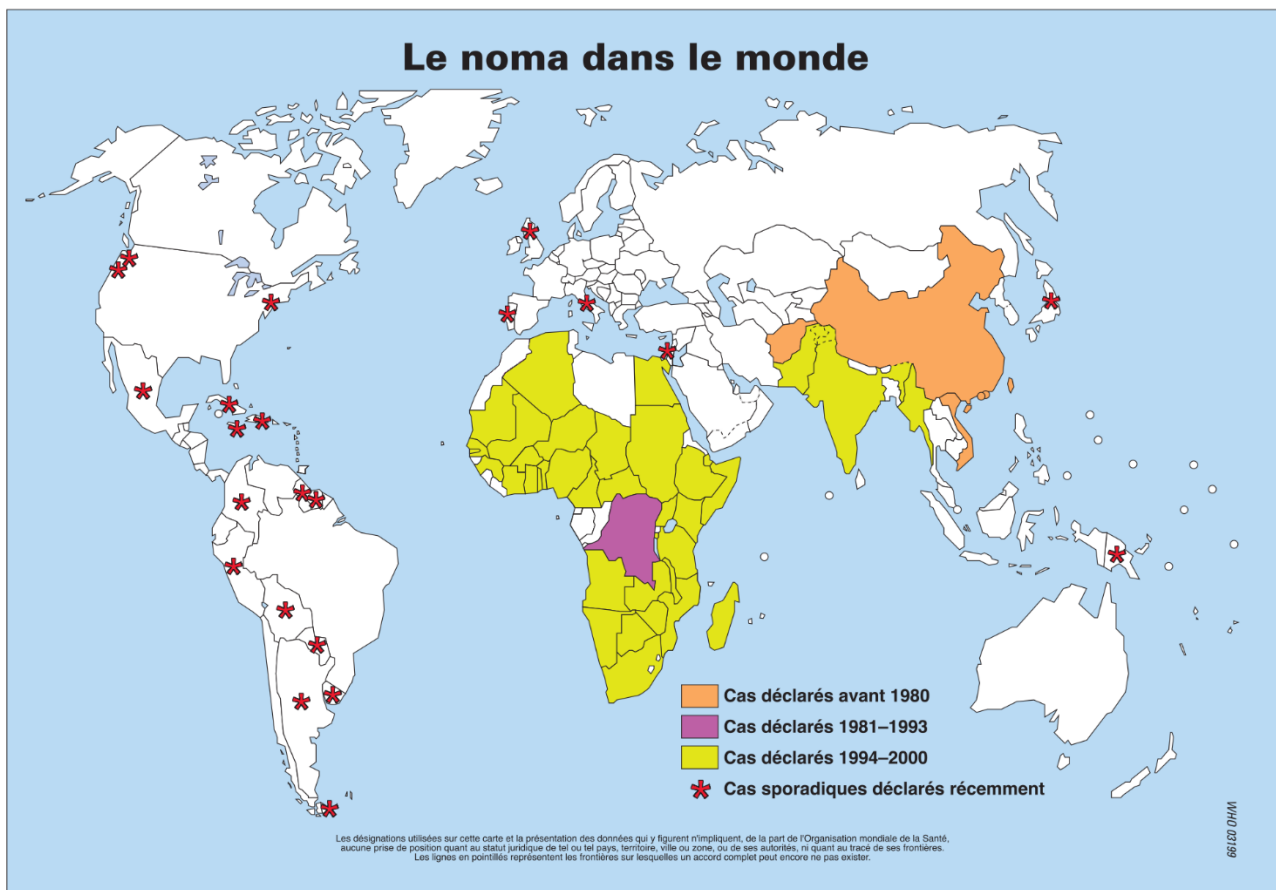 Le noma dans le monde
Cas déclarés avant 1980
Cas déclarés 1981–1993
Cas déclarés 1994–2000
Cas sporadiques déclarés récemment
Les désignations utilisées sur cette carte et la présentation des données qui y figurent n'impliquent, de la part de l'Organisation mondiale de la Santé,
aucune prise de position quant au statut juridique de tel ou tel pays, territoire, ville ou zone, ou de ses autorités, ni quant au tracé de ses frontières.
Les lignes en pointillés représentent les frontières sur lesquelles un accord complet peut encore ne pas exister.
WHO 03199